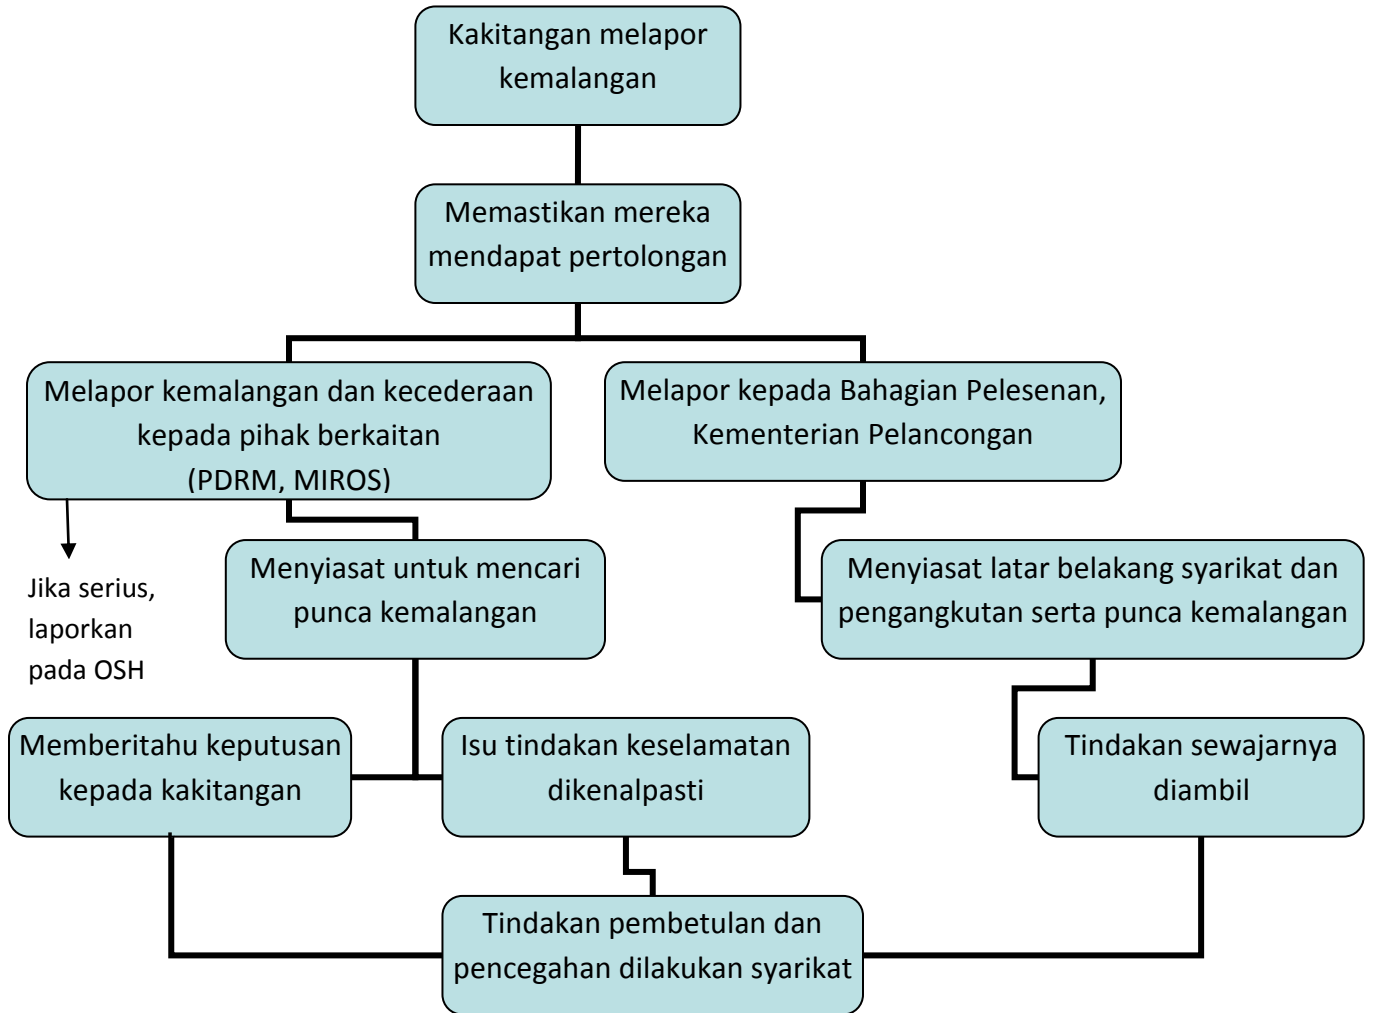 Kakitangan melapor
kemalangan
Memastikan mereka
mendapat pertolongan
Melapor kemalangan dan kecederaan
kepada pihak berkaitan
(PDRM, MIROS)
Melapor kepada Bahagian Pelesenan,
Kementerian Pelancongan
Jika serius,
laporkan
pada OSH
Menyiasat untuk mencari
punca kemalangan
Menyiasat latar belakang syarikat dan
pengangkutan serta punca kemalangan
Memberitahu keputusan
kepada kakitangan
Isu tindakan keselamatan
dikenalpasti
Tindakan sewajarnya
diambil
Tindakan pembetulan dan
pencegahan dilakukan syarikat